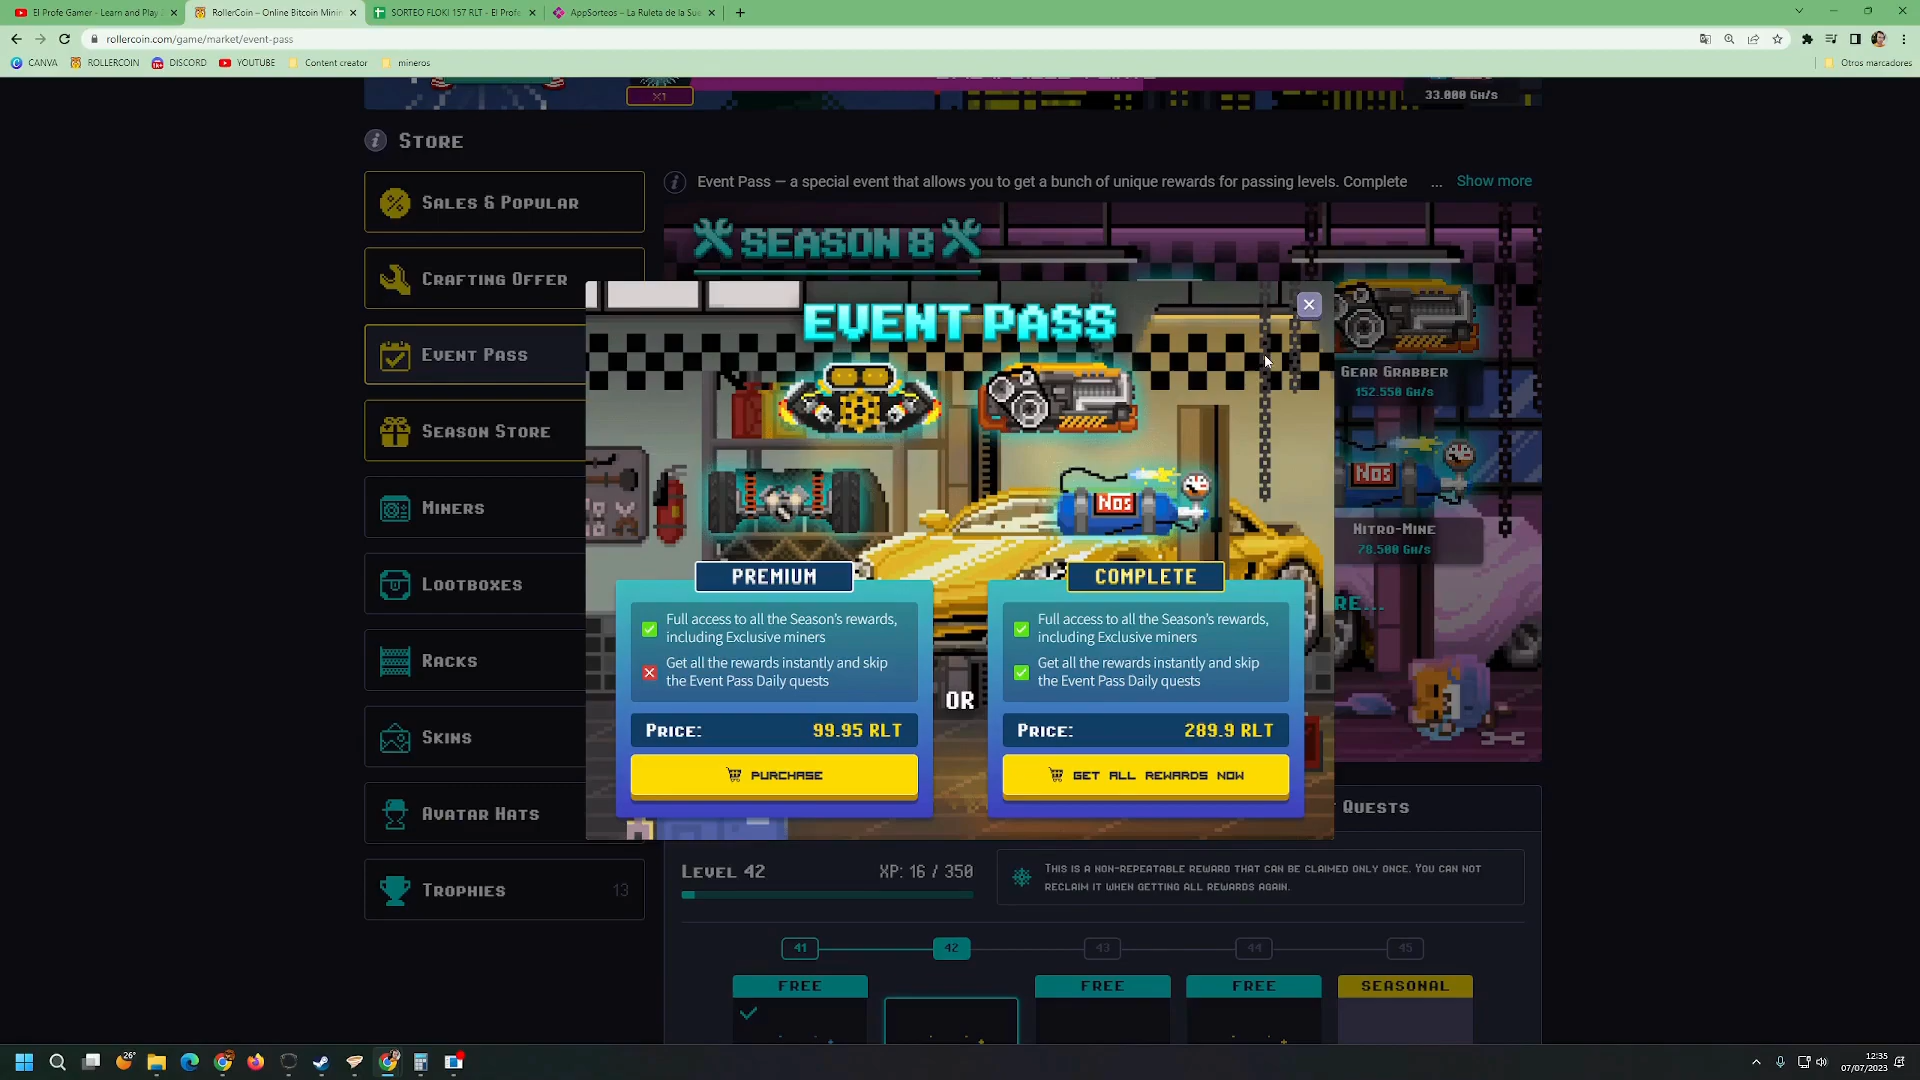 El Profe Gamer - Learn and Play
RollerCoin – Online Bitcoin Minin
SORTEO FLOKI 157 RLT - El Profe
AppSorteos – La Ruleta de la Sue
rollercoin.com/game/market/event-pass
CANVA
ROLLERCOIN
DISCORD
YOUTUBE
Content creator
mineros
Otros marcadores
X1
33.000 GH/S
STORE
SALES & POPULAR
CRAFTING OFFER
EVENT PASS
SEASON STORE
MINERS
LOOTBOXES
RACKS
SKINS
AVATAR HATS
TROPHIES 13
Event Pass — a special event that allows you to get a bunch of unique rewards for passing levels. Complete ... Show more
SEASON 8
GEAR GRABBER
152.550 GH/S
NOS
NITRO-MINE
78.500 GH/S
RE...
EVENT PASS
NOS
PREMIUM
Full access to all the Season's rewards,
including Exclusive miners
Get all the rewards instantly and skip
the Event Pass Daily quests
PRICE: 99.95 RLT
PURCHASE
OR
COMPLETE
Full access to all the Season's rewards,
including Exclusive miners
Get all the rewards instantly and skip
the Event Pass Daily quests
PRICE: 289.9 RLT
GET ALL REWARDS NOW
QUESTS
LEVEL 42 XP: 16 / 350
THIS IS A NON-REPEATABLE REWARD THAT CAN BE CLAIMED ONLY ONCE. YOU CAN NOT
RECLAIM IT WHEN GETTING ALL REWARDS AGAIN.
41 42 43 44 45
FREE FREE FREE SEASONAL
26°
12:35
07/07/2023